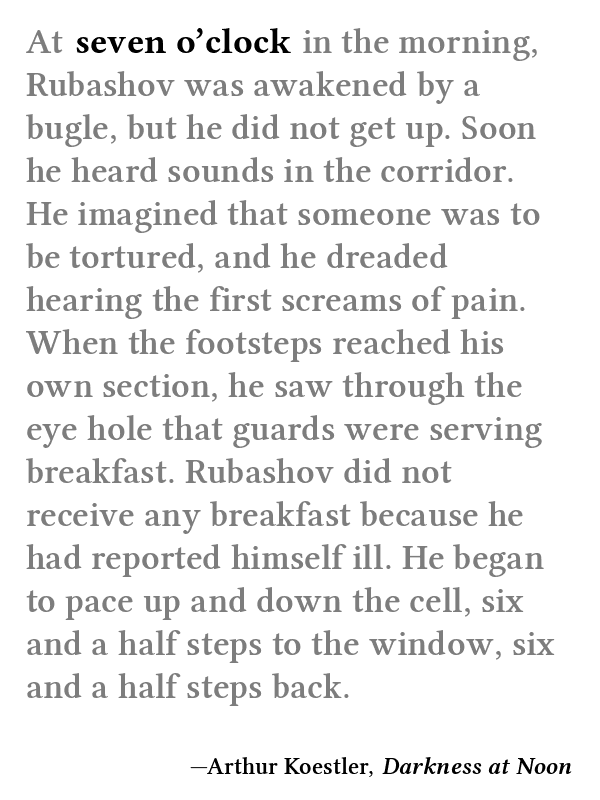 At seven o’clock in the morning,
Rubashov was awakened by a
bugle, but he did not get up. Soon
he heard sounds in the corridor.
He imagined that someone was to
be tortured, and he dreaded
hearing the first screams of pain.
When the footsteps reached his
own section, he saw through the
eye hole that guards were serving
breakfast. Rubashov did not
receive any breakfast because he
had reported himself ill. He began
to pace up and down the cell, six
and a half steps to the window, six
and a half steps back.
—Arthur Koestler, Darkness at Noon